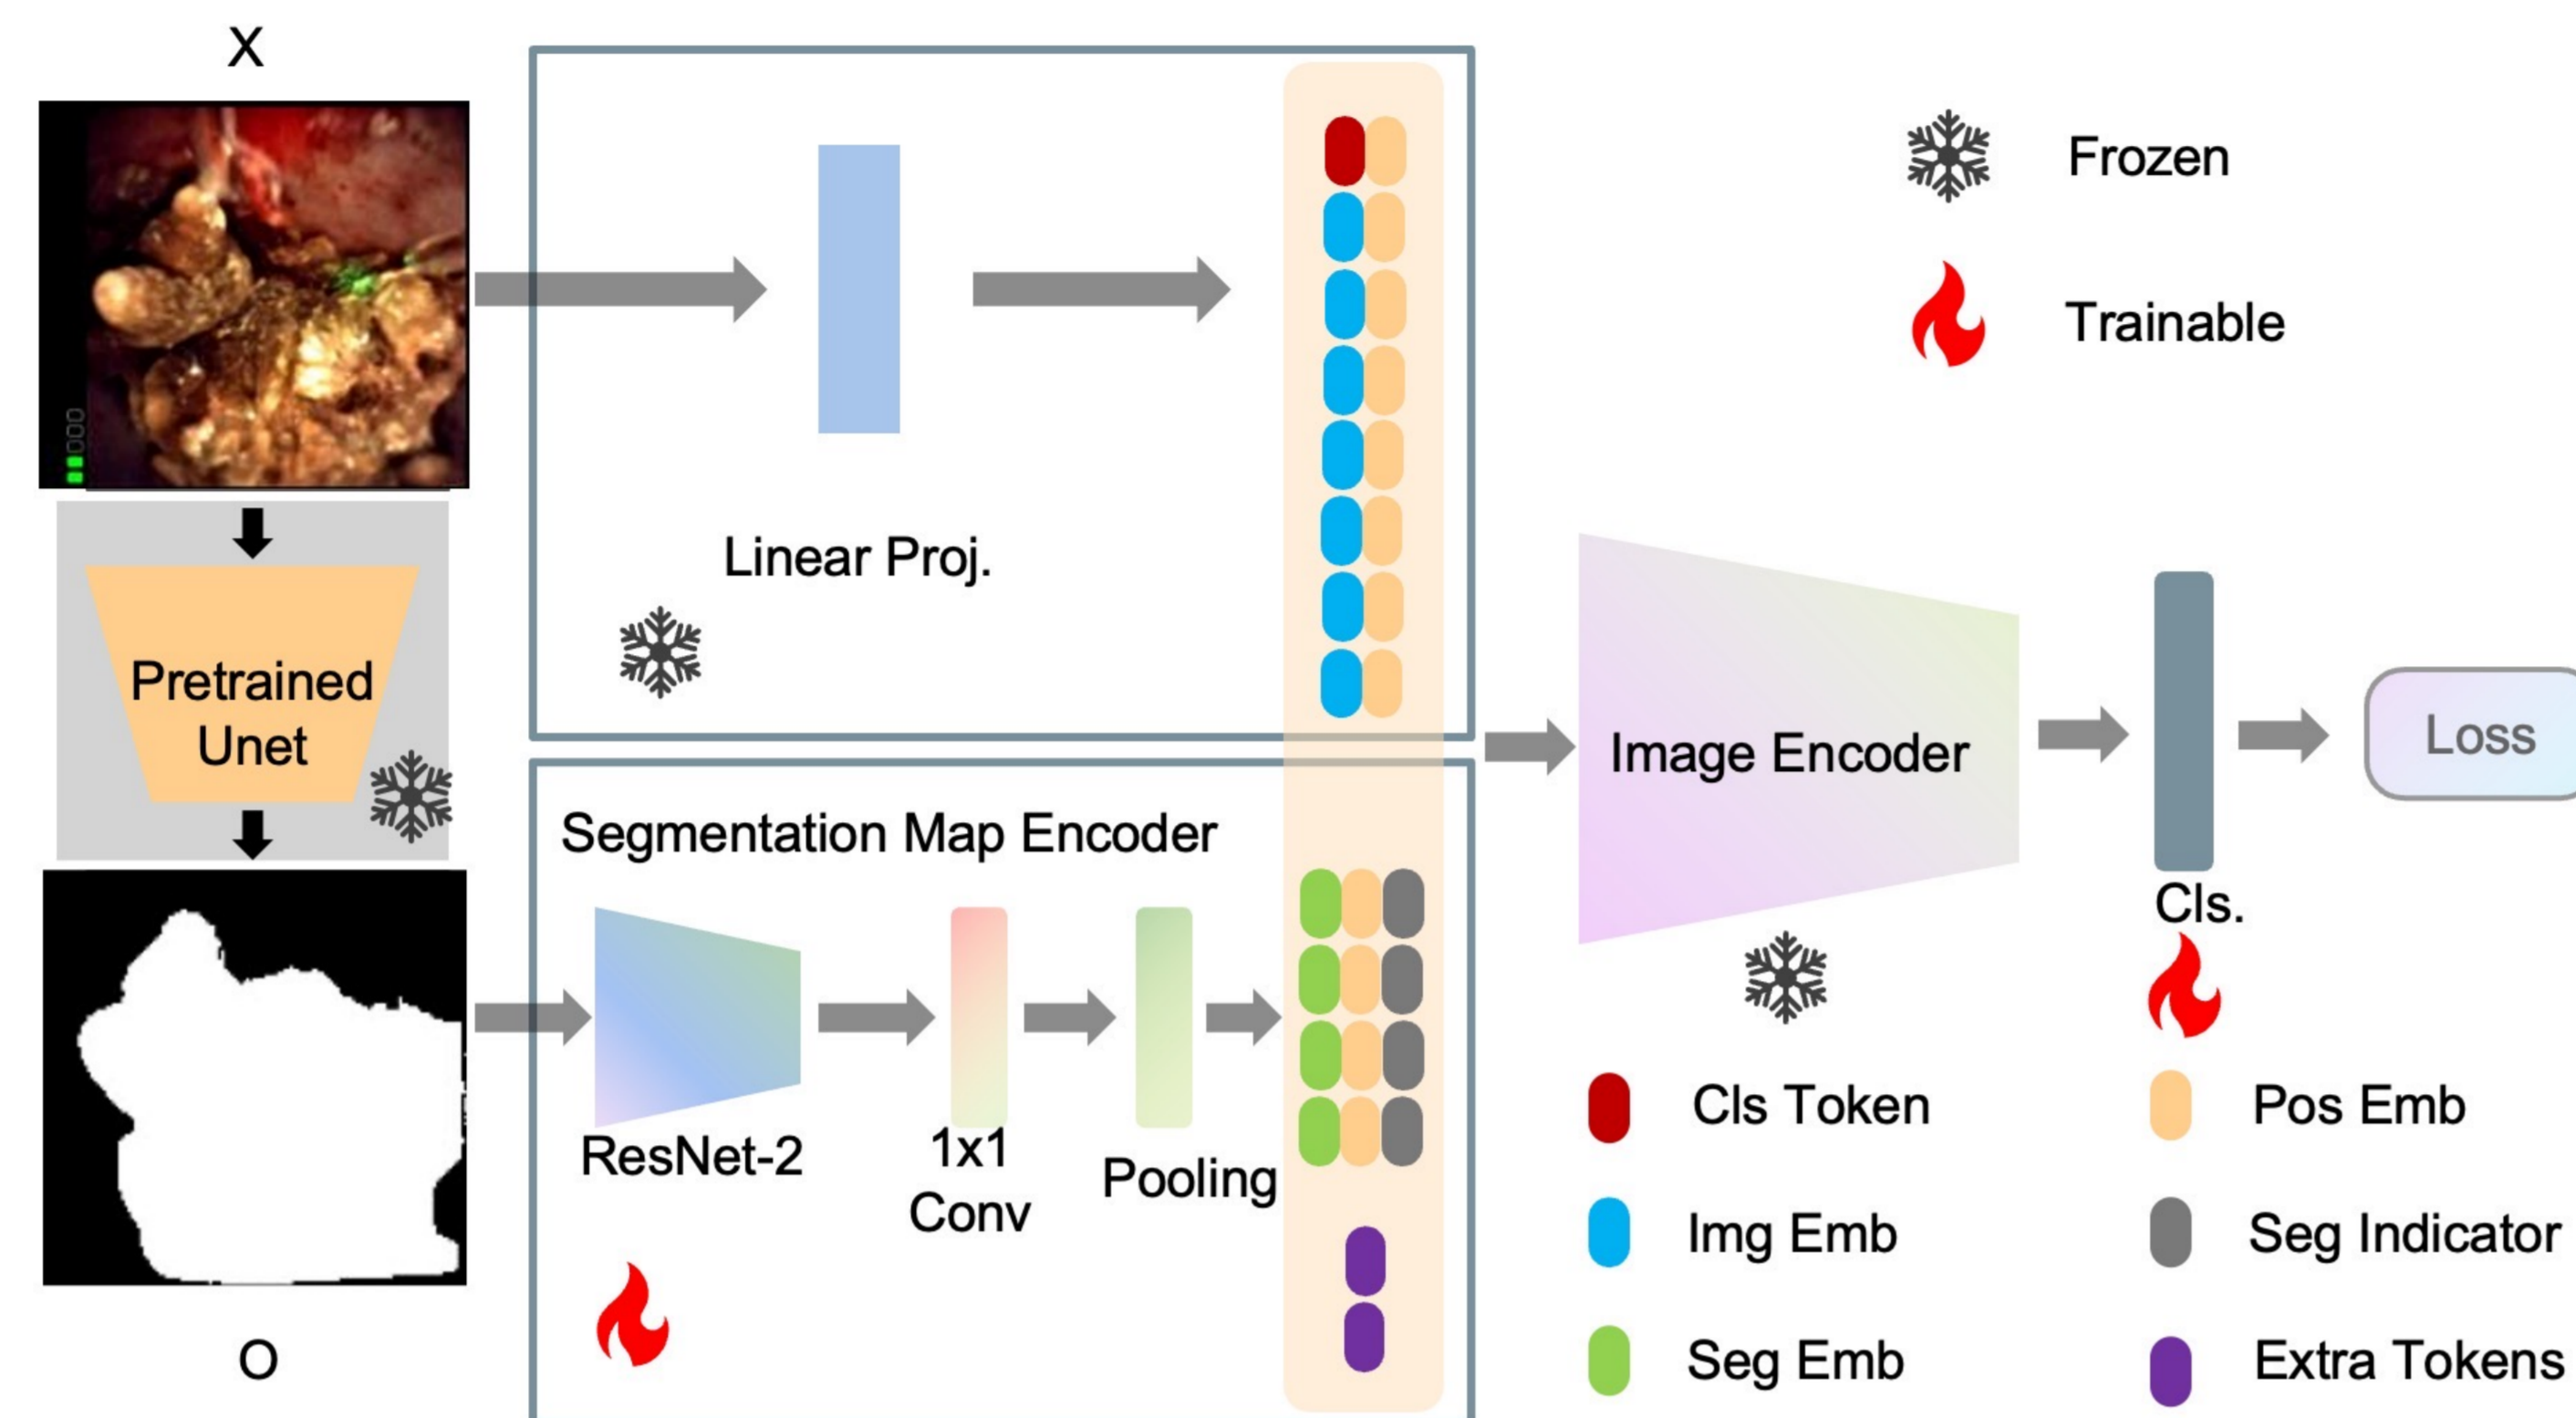 X
Pretrained
Unet
O
Linear Proj.
Segmentation Map Encoder
ResNet-2
1x1
Conv
Pooling
Frozen
Trainable
Image Encoder
Cls.
Loss
Cls Token
Pos Emb
Img Emb
Seg Indicator
Seg Emb
Extra Tokens